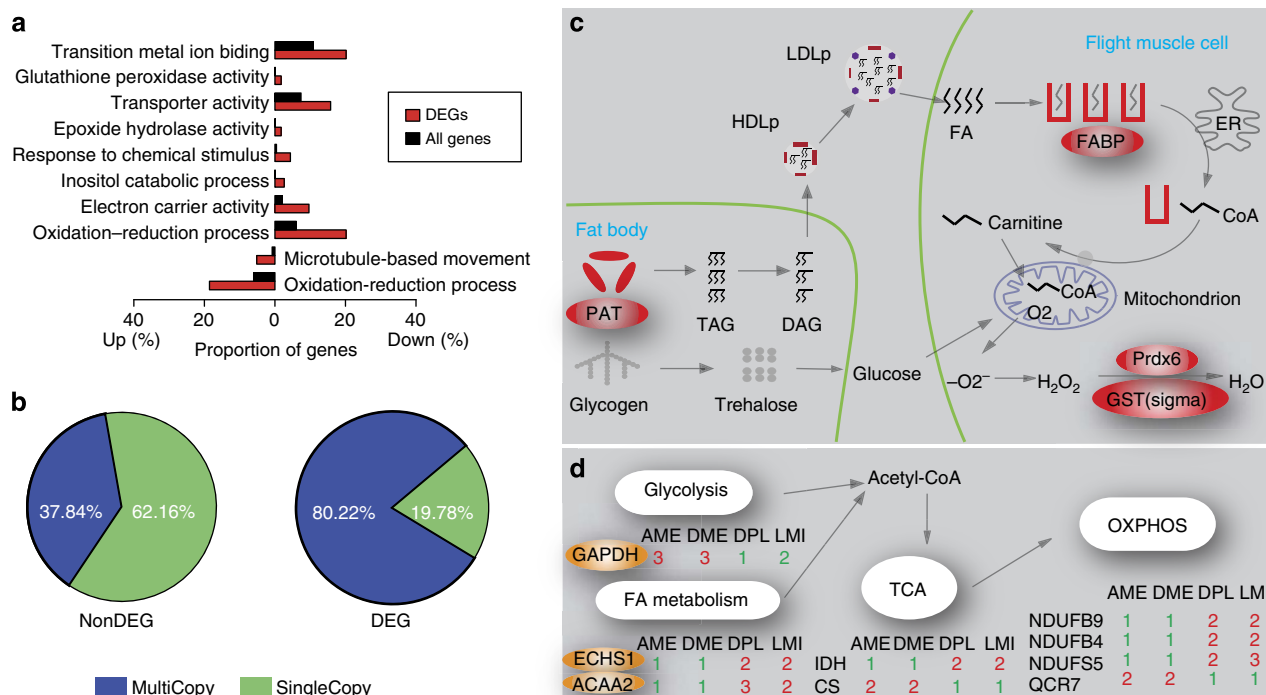 a
Transition metal ion biding
Glutathione peroxidase activity
Transporter activity
Epoxide hydrolase activity
Response to chemical stimulus
Inositol catabolic process
Electron carrier activity
Oxidation–reduction process
Microtubule-based movement
Oxidation-reduction process
DEGs
All genes
40 20 0 20 40
Up (%) Proportion of genes Down (%)
b
37.84% 62.16%
NonDEG
80.22% 19.78%
DEG
MultiCopy SingleCopy
c
Flight muscle cell
LDLp
HDLp
FA
FABP
ER
CoA
Carnitine
Fat body
PAT
TAG
DAG
CoA
O2
Mitochondrion
Glycogen
Trehalose
Glucose
–O2–
H2O2
Prdx6
GST(sigma)
H2O
d
Glycolysis
Acetyl-CoA
OXPHOS
AME DME DPL LMI
GAPDH 3 3 1 2
FA metabolism
TCA
AME DME DPL LMI
ECHS1 1 1 2 2
ACAA2 1 1 3 2
AME DME DPL LMI
IDH 1 1 2 2
CS 2 2 1 1
AME DME DPL LM
NDUFB9 1 1 2 2
NDUFB4 1 1 2 2
NDUFS5 1 1 2 3
QCR7 2 2 1 1